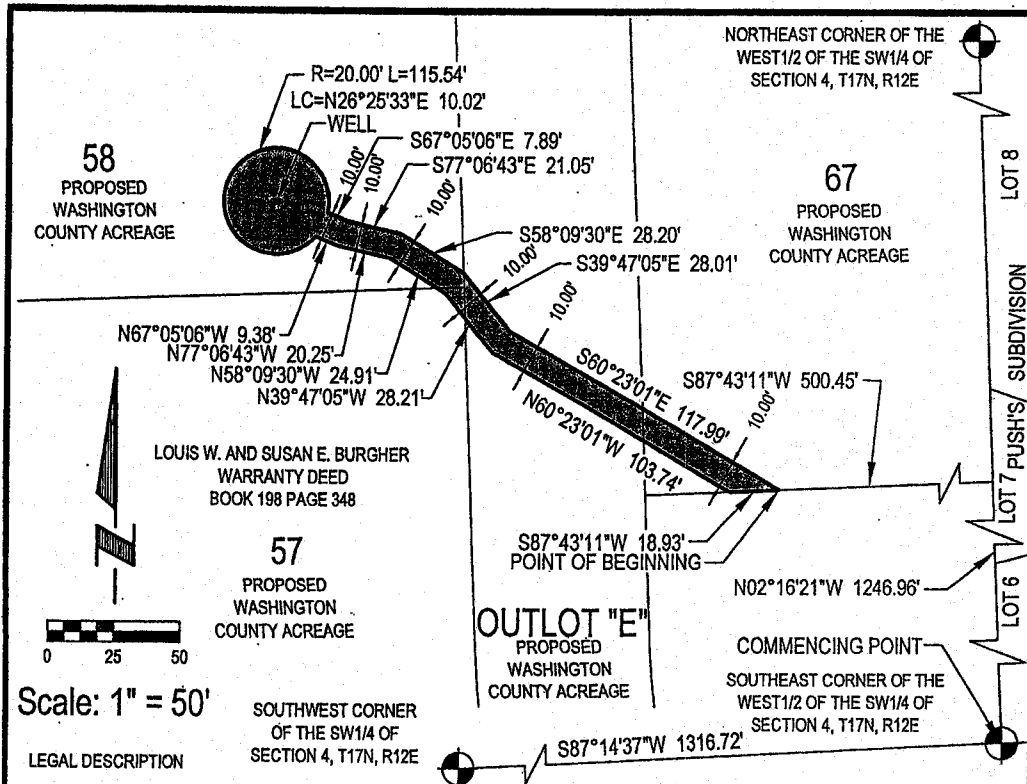 NORTHEAST CORNER OF THE
WEST1/2 OF THE SW1/4 OF
SECTION 4, T17N, R12E
R=20.00' L=115.54'
LC=N26°25'33"E 10.02'
WELL
S67°05'06"E 7.89'
S77°06'43"E 21.05'
10.00'
10.00'
10.00'
58
PROPOSED
WASHINGTON
COUNTY ACREAGE
67
PROPOSED
WASHINGTON
COUNTY ACREAGE
LOT 8
S58°09'30"E 28.20'
S39°47'05"E 28.01'
10.00'
10.00'
N67°05'06"W 9.38'
N77°06'43"W 20.25'
N58°09'30"W 24.91'
N39°47'05"W 28.21'
S60°23'01"E 117.99'
N60°23'01"W 103.74'
S87°43'11"W 500.45'
10.00'
PUSH'S SUBDIVISION
LOT 7
LOUIS W. AND SUSAN E. BURGHER
WARRANTY DEED
BOOK 198 PAGE 348
S87°43'11"W 18.93'
POINT OF BEGINNING
N02°16'21"W 1246.96'
LOT 6
57
PROPOSED
WASHINGTON
COUNTY ACREAGE
OUTLOT "E"
PROPOSED
WASHINGTON
COUNTY ACREAGE
COMMENCING POINT
SOUTHEAST CORNER OF THE
WEST1/2 OF THE SW1/4 OF
SECTION 4, T17N, R12E
0 25 50
Scale: 1" = 50'
SOUTHWEST CORNER
OF THE SW1/4 OF
SECTION 4, T17N, R12E
S87°14'37"W 1316.72'
LEGAL DESCRIPTION